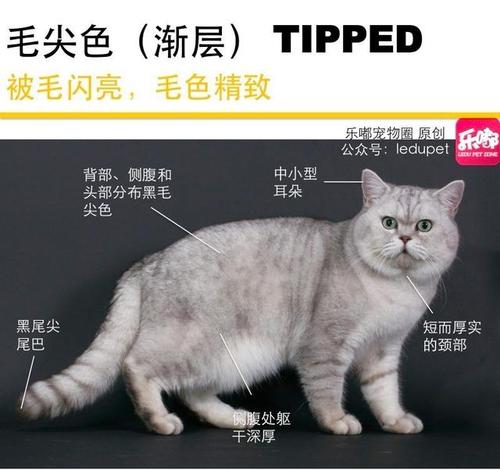 毛尖色（渐层） TIPPED
被毛闪亮，毛色精致
乐嘟宠物圈 原创
公众号：ledupet
乐嘟
LEDU PET ZONE
背部、侧腹和
头部分布黑毛
尖色
中小型
耳朵
黑尾尖
尾巴
短而厚实
的颈部
侧腹处躯
干深厚